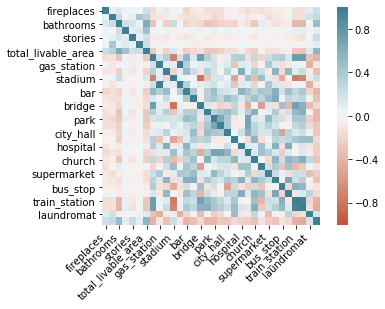 fireplaces
bathrooms
stories
total_livable_area
gas_station
stadium
bar
bridge
park
city_hall
hospital
church
supermarket
bus_stop
train_station
laundromat
fireplaces
bathrooms
stories
total_livable_area
gas_station
stadium
bar
bridge
park
city_hall
hospital
church
supermarket
bus_stop
train_station
laundromat
0.8
0.4
0.0
−0.4
−0.8